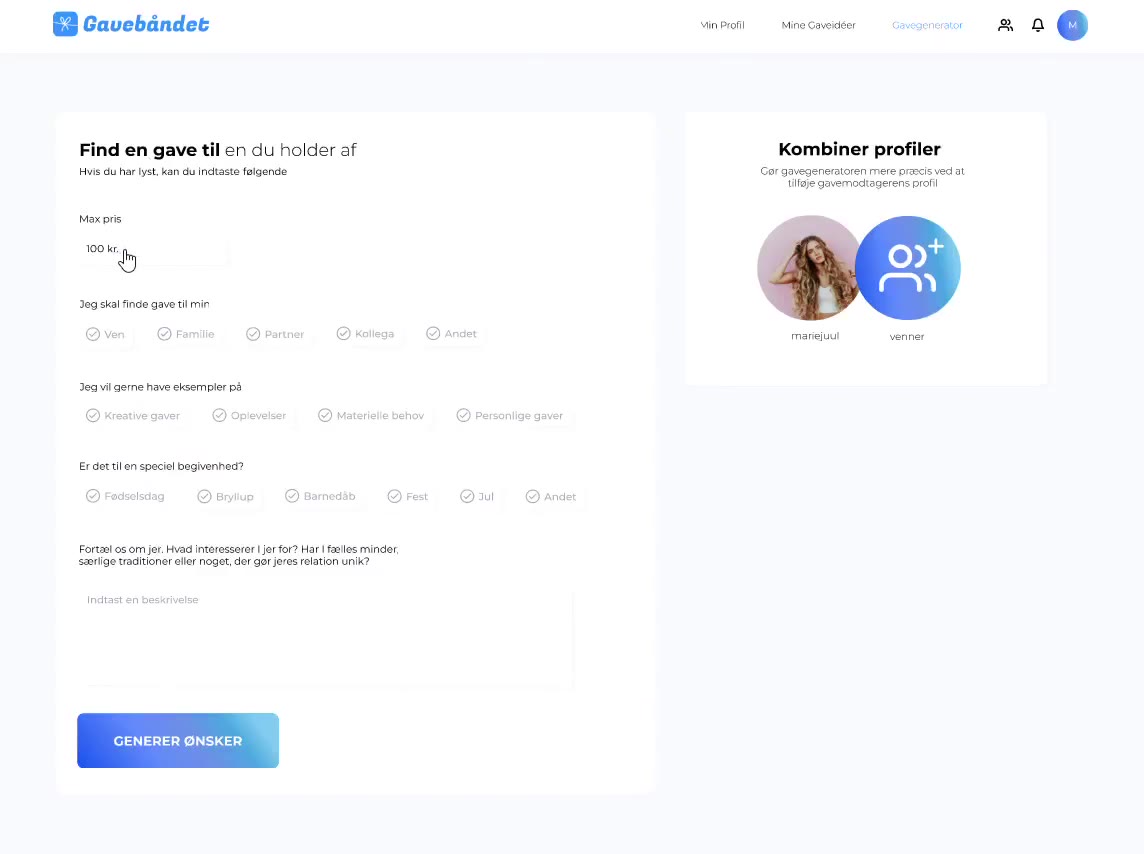 Gavebåndet
Min Profil
Mine Gaveidéer
Gavegenerator
M
Find en gave til en du holder af
Hvis du har lyst, kan du indtaste følgende
Max pris
100 kr.
Jeg skal finde gave til min
Ven
Familie
Partner
Kollega
Andet
Jeg vil gerne have eksempler på
Kreative gaver
Oplevelser
Materielle behov
Personlige gaver
Er det til en speciel begivenhed?
Fødselsdag
Bryllup
Barnedåb
Fest
Jul
Andet
Fortæl os om jer. Hvad interesserer I jer for? Har I fælles minder,
særlige traditioner eller noget, der gør jeres relation unik?
Indtast en beskrivelse
GENERER ØNSKER
Kombiner profiler
Gør gavegeneratoren mere præcis ved at
tilføje gavemodtagerens profil
mariejuul
venner